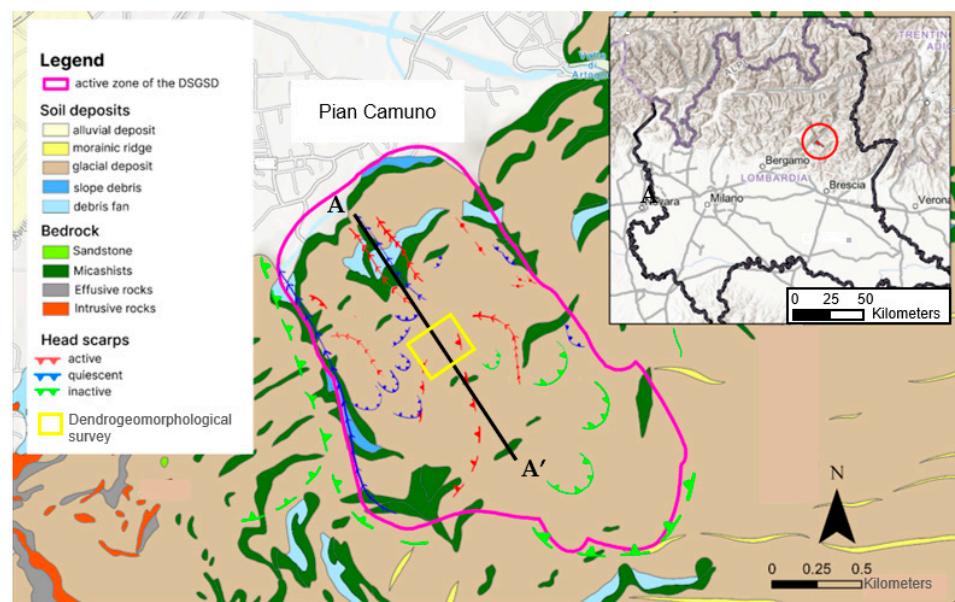 Legend
active zone of the DSGSD
Soil deposits
alluvial deposit
morainic ridge
glacial deposit
slope debris
debris fan
Bedrock
Sandstone
Micashists
Effusive rocks
Intrusive rocks
Head scarps
active
quiescent
inactive
Dendrogeomorphological
survey
Pian Camuno
A
A′
TRENTINO
Bergamo
LOMBARDIA
Brescia
A
Milano
Verona
0 25 50
Kilometers
N
0 0.25 0.5
Kilometers